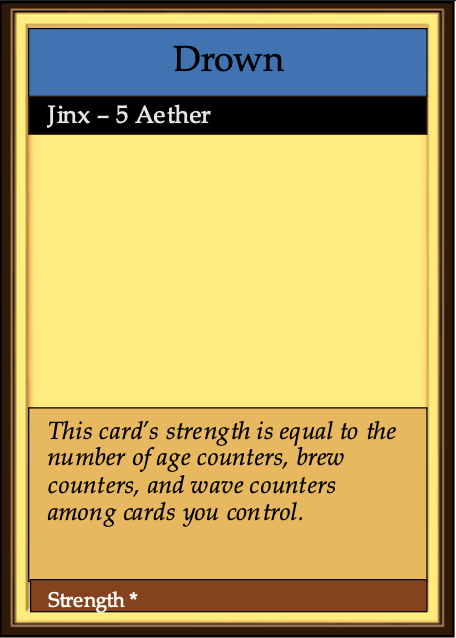 Drown
Jinx – 5 Aether
This card’s strength is equal to the
number of age counters, brew
counters, and wave counters
among cards you control.
Strength *